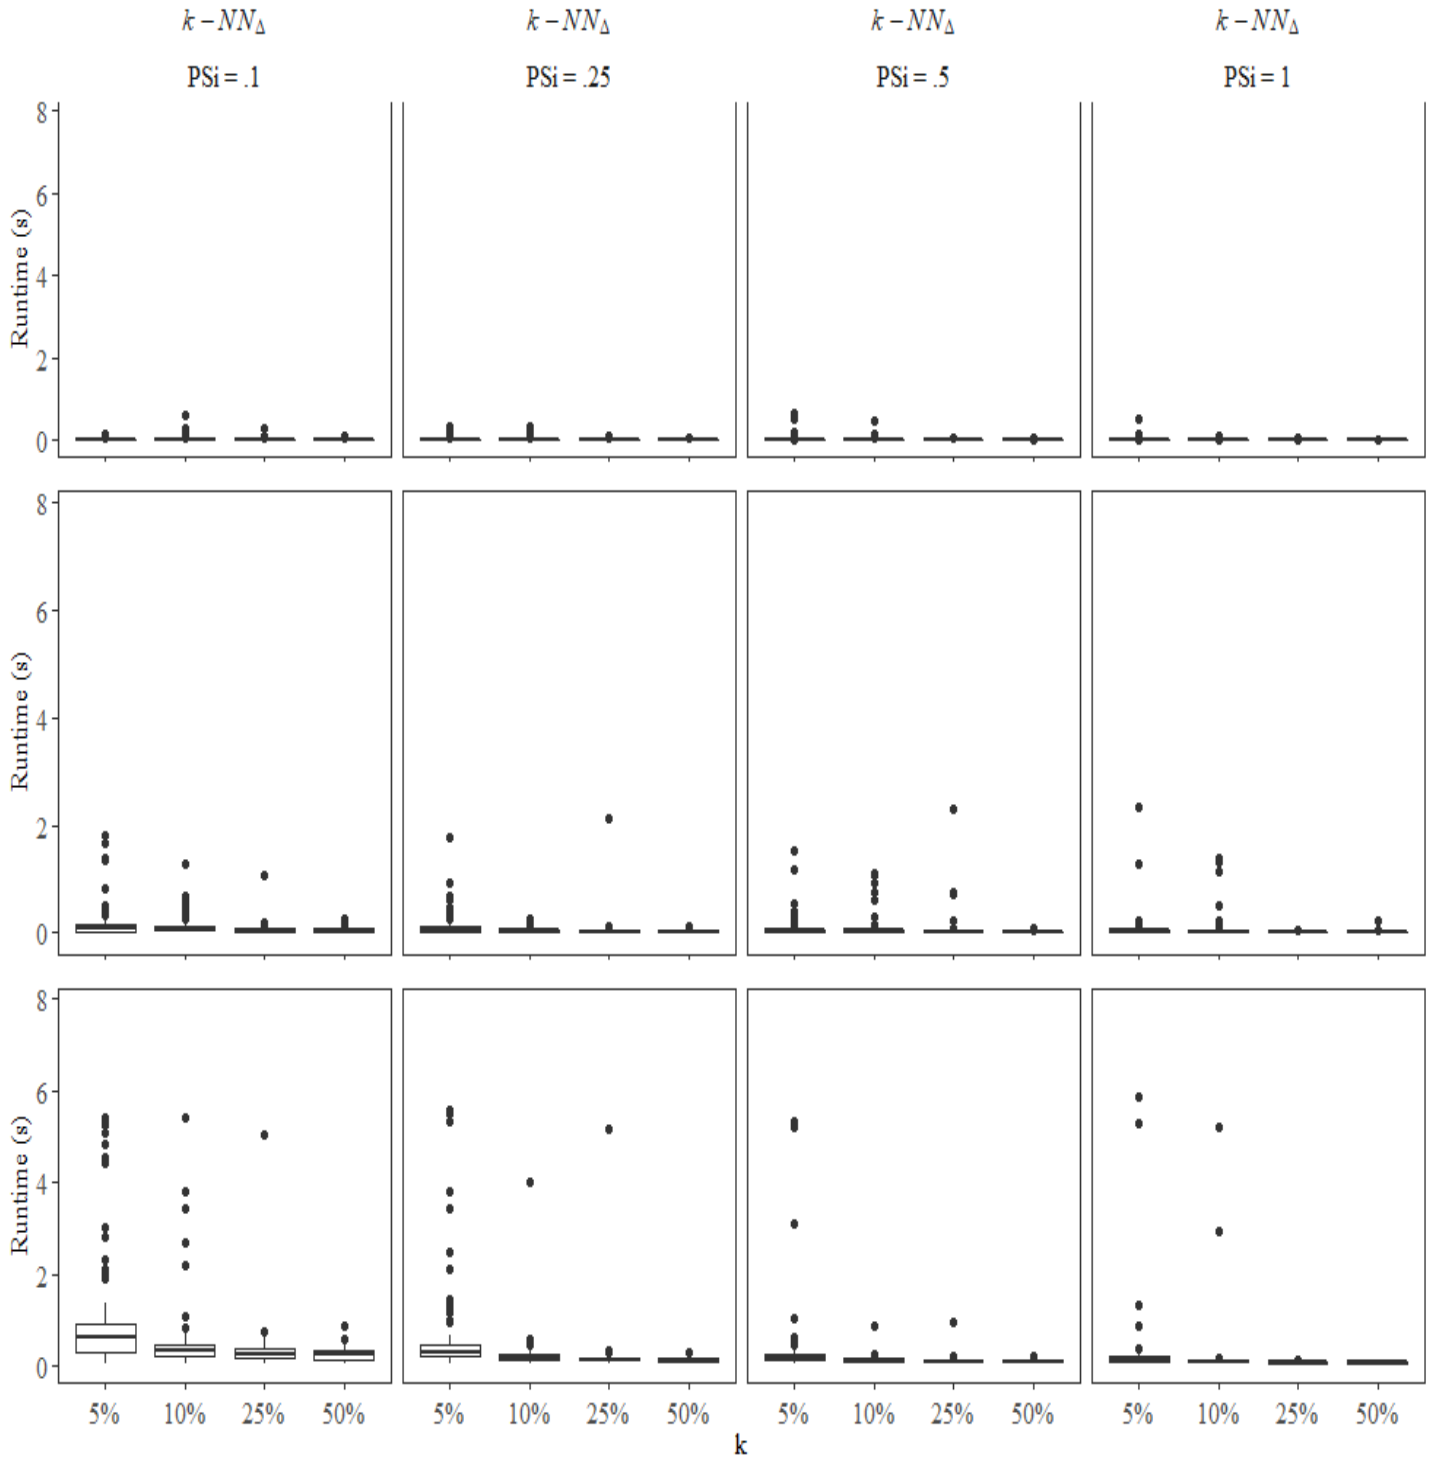 k – NN_Δ k – NN_Δ k – NN_Δ k – NN_Δ
PSi = .1 PSi = .25 PSi = .5 PSi = 1
8
6
4
2
0
Runtime (s)
8
6
4
2
0
Runtime (s)
8
6
4
2
0
Runtime (s)
5% 10% 25% 50% 5% 10% 25% 50% 5% 10% 25% 50% 5% 10% 25% 50%
k